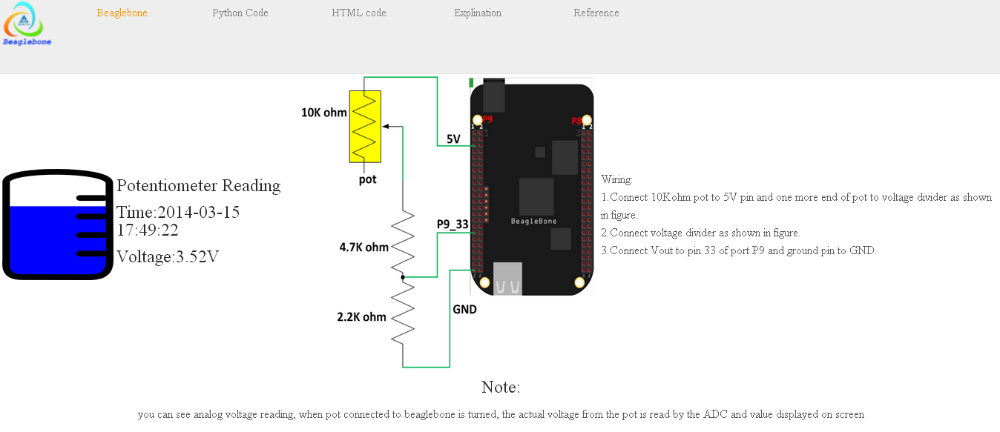 Beaglebone Python Code HTML code Explination Reference
Beaglebone
10K ohm
pot
5V
P9
P8
1 2
1 2
P9_33
4.7K ohm
2.2K ohm
GND
BeagleBone
Potentiometer Reading
Time:2014-03-15
17:49:22
Voltage:3.52V
Wiring:
1.Connect 10Kohm pot to 5V pin and one more end of pot to voltage divider as shown
in figure.
2.Connect voltage divider as shown in figure.
3.Connect Vout to pin 33 of port P9 and ground pin to GND.
Note:
you can see analog voltage reading, when pot connected to beaglebone is turned, the actual voltage from the pot is read by the ADC and value displayed on screen